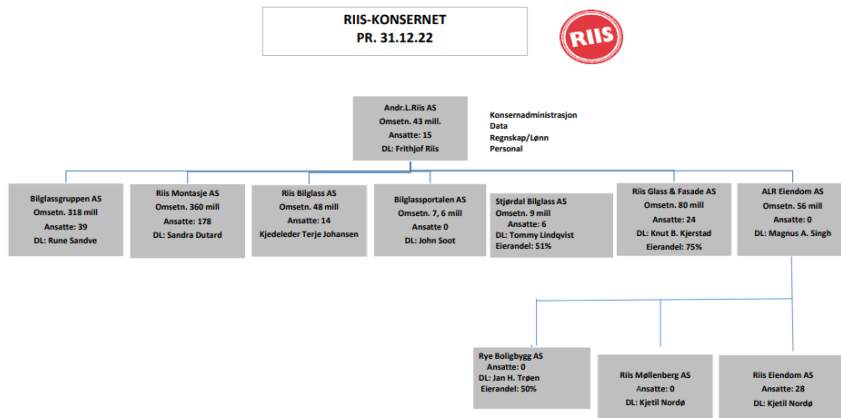 RIIS-KONSERNET
PR. 31.12.22
RIIS
Andr.L.Riis AS
Omsetn. 43 mill.
Ansatte: 15
DL: Frithjof Riis
Konsernadministrasjon
Data
Regnskap/Lønn
Personal
Bilglassgruppen AS
Omsetn. 318 mill
Ansatte: 39
DL: Rune Sandve
Riis Montasje AS
Omsetn. 360 mill
Ansatte: 178
DL: Sandra Dutard
Riis Bilglass AS
Omsetn. 48 mill
Ansatte: 14
Kjedeleder Terje Johansen
Bilglassportalen AS
Omsetn. 7, 6 mill
Ansatte 0
DL: John Soot
Stjørdal Bilglass AS
Omsetn. 9 mill
Ansatte: 6
DL: Tommy Lindqvist
Eierandel: 51%
Riis Glass & Fasade AS
Omsetn. 80 mill
Ansatte: 24
DL: Knut B. Kjerstad
Eierandel: 75%
ALR Eiendom AS
Omsetn. 56 mill
Ansatte: 0
DL: Magnus A. Singh
Rye Boligbygg AS
Ansatte: 0
DL: Jan H. Trøen
Eierandel: 50%
Riis Møllenberg AS
Ansatte: 0
DL: Kjetil Nordø
Riis Eiendom AS
Ansatte: 28
DL: Kjetil Nordø